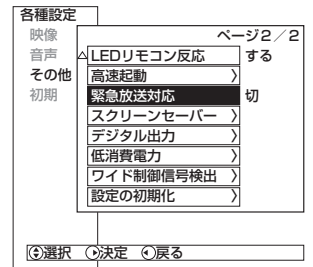 各種設定
映像
音声
その他
初期
ページ2／2
△LEDリモコン反応 する
高速起動 〉
緊急放送対応 切
スクリーンセーバー 〉
デジタル出力 〉
低消費電力 〉
ワイド制御信号検出 〉
設定の初期化 〉
選択 決定 戻る